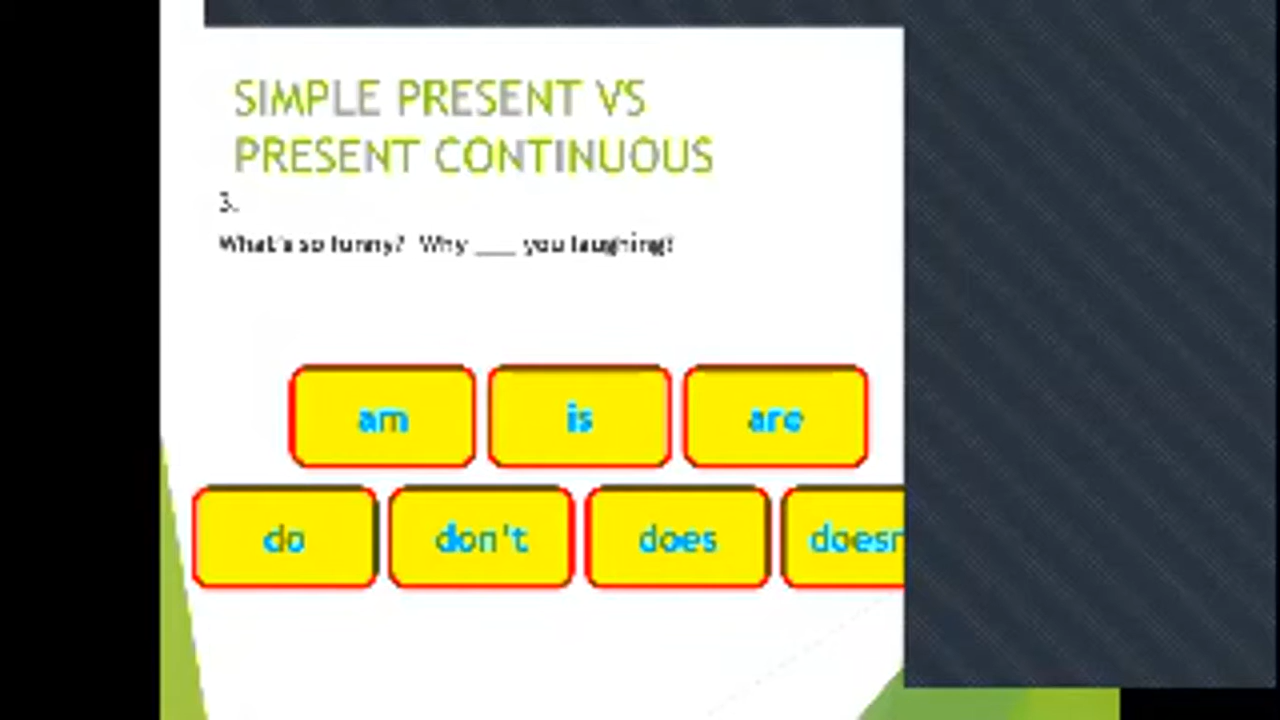 SIMPLE PRESENT VS
PRESENT CONTINUOUS
3.
What's so funny? Why ___ you laughing?
am is are
do don't does doesn